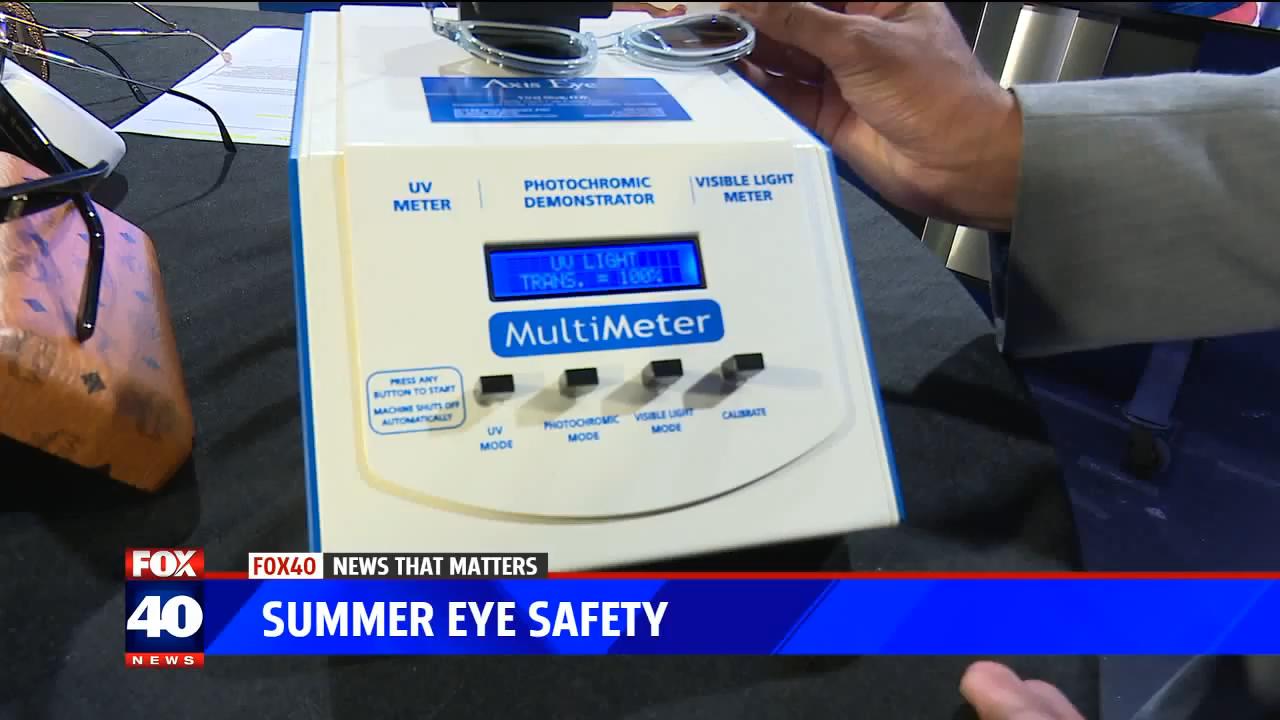 Axis Eye
UV
METER
PHOTOCHROMIC
DEMONSTRATOR
VISIBLE LIGHT
METER
UV LIGHT
TRANS. = 100%
MultiMeter
PRESS ANY
BUTTON TO START
MACHINE SHUTS OFF
AUTOMATICALLY
UV
MODE
PHOTOCHROMIC
MODE
VISIBLE LIGHT
MODE
CALIBRATE
FOX
40
NEWS
FOX40 NEWS THAT MATTERS
SUMMER EYE SAFETY